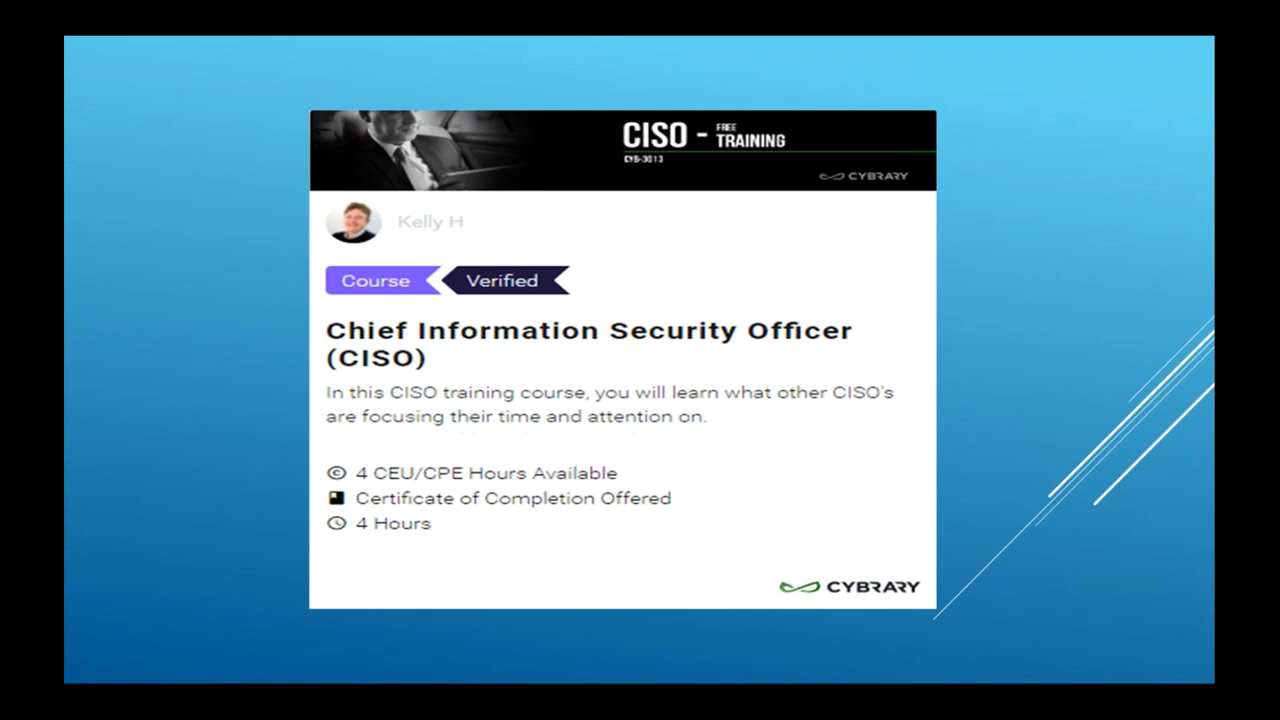 CISO - FREE TRAINING
CYB-3013
CYBRARY
Kelly H
Course Verified
Chief Information Security Officer
(CISO)
In this CISO training course, you will learn what other CISO's
are focusing their time and attention on.
4 CEU/CPE Hours Available
Certificate of Completion Offered
4 Hours
CYBRARY